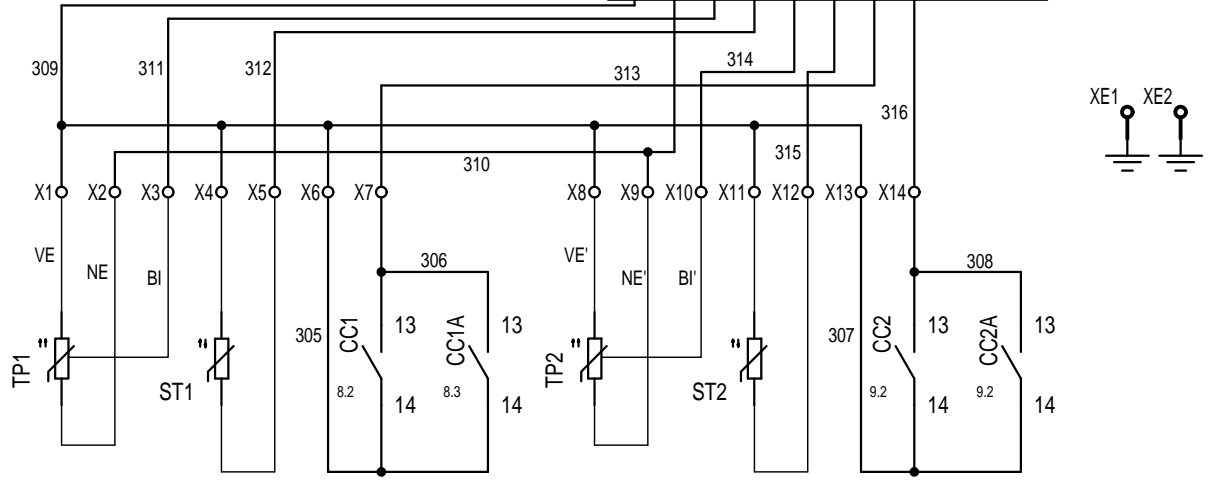 309
311
312
313
314
316
XE1
XE2
310
315
X1
X2
X3
X4
X5
X6
X7
X8
X9
X10
X11
X12
X13
X14
VE
NE
BI
306
VE'
NE'
BI'
308
TP1
ST1
305
CC1
8.2
13
14
CC1A
8.3
13
14
TP2
ST2
307
CC2
9.2
13
14
CC2A
9.2
13
14